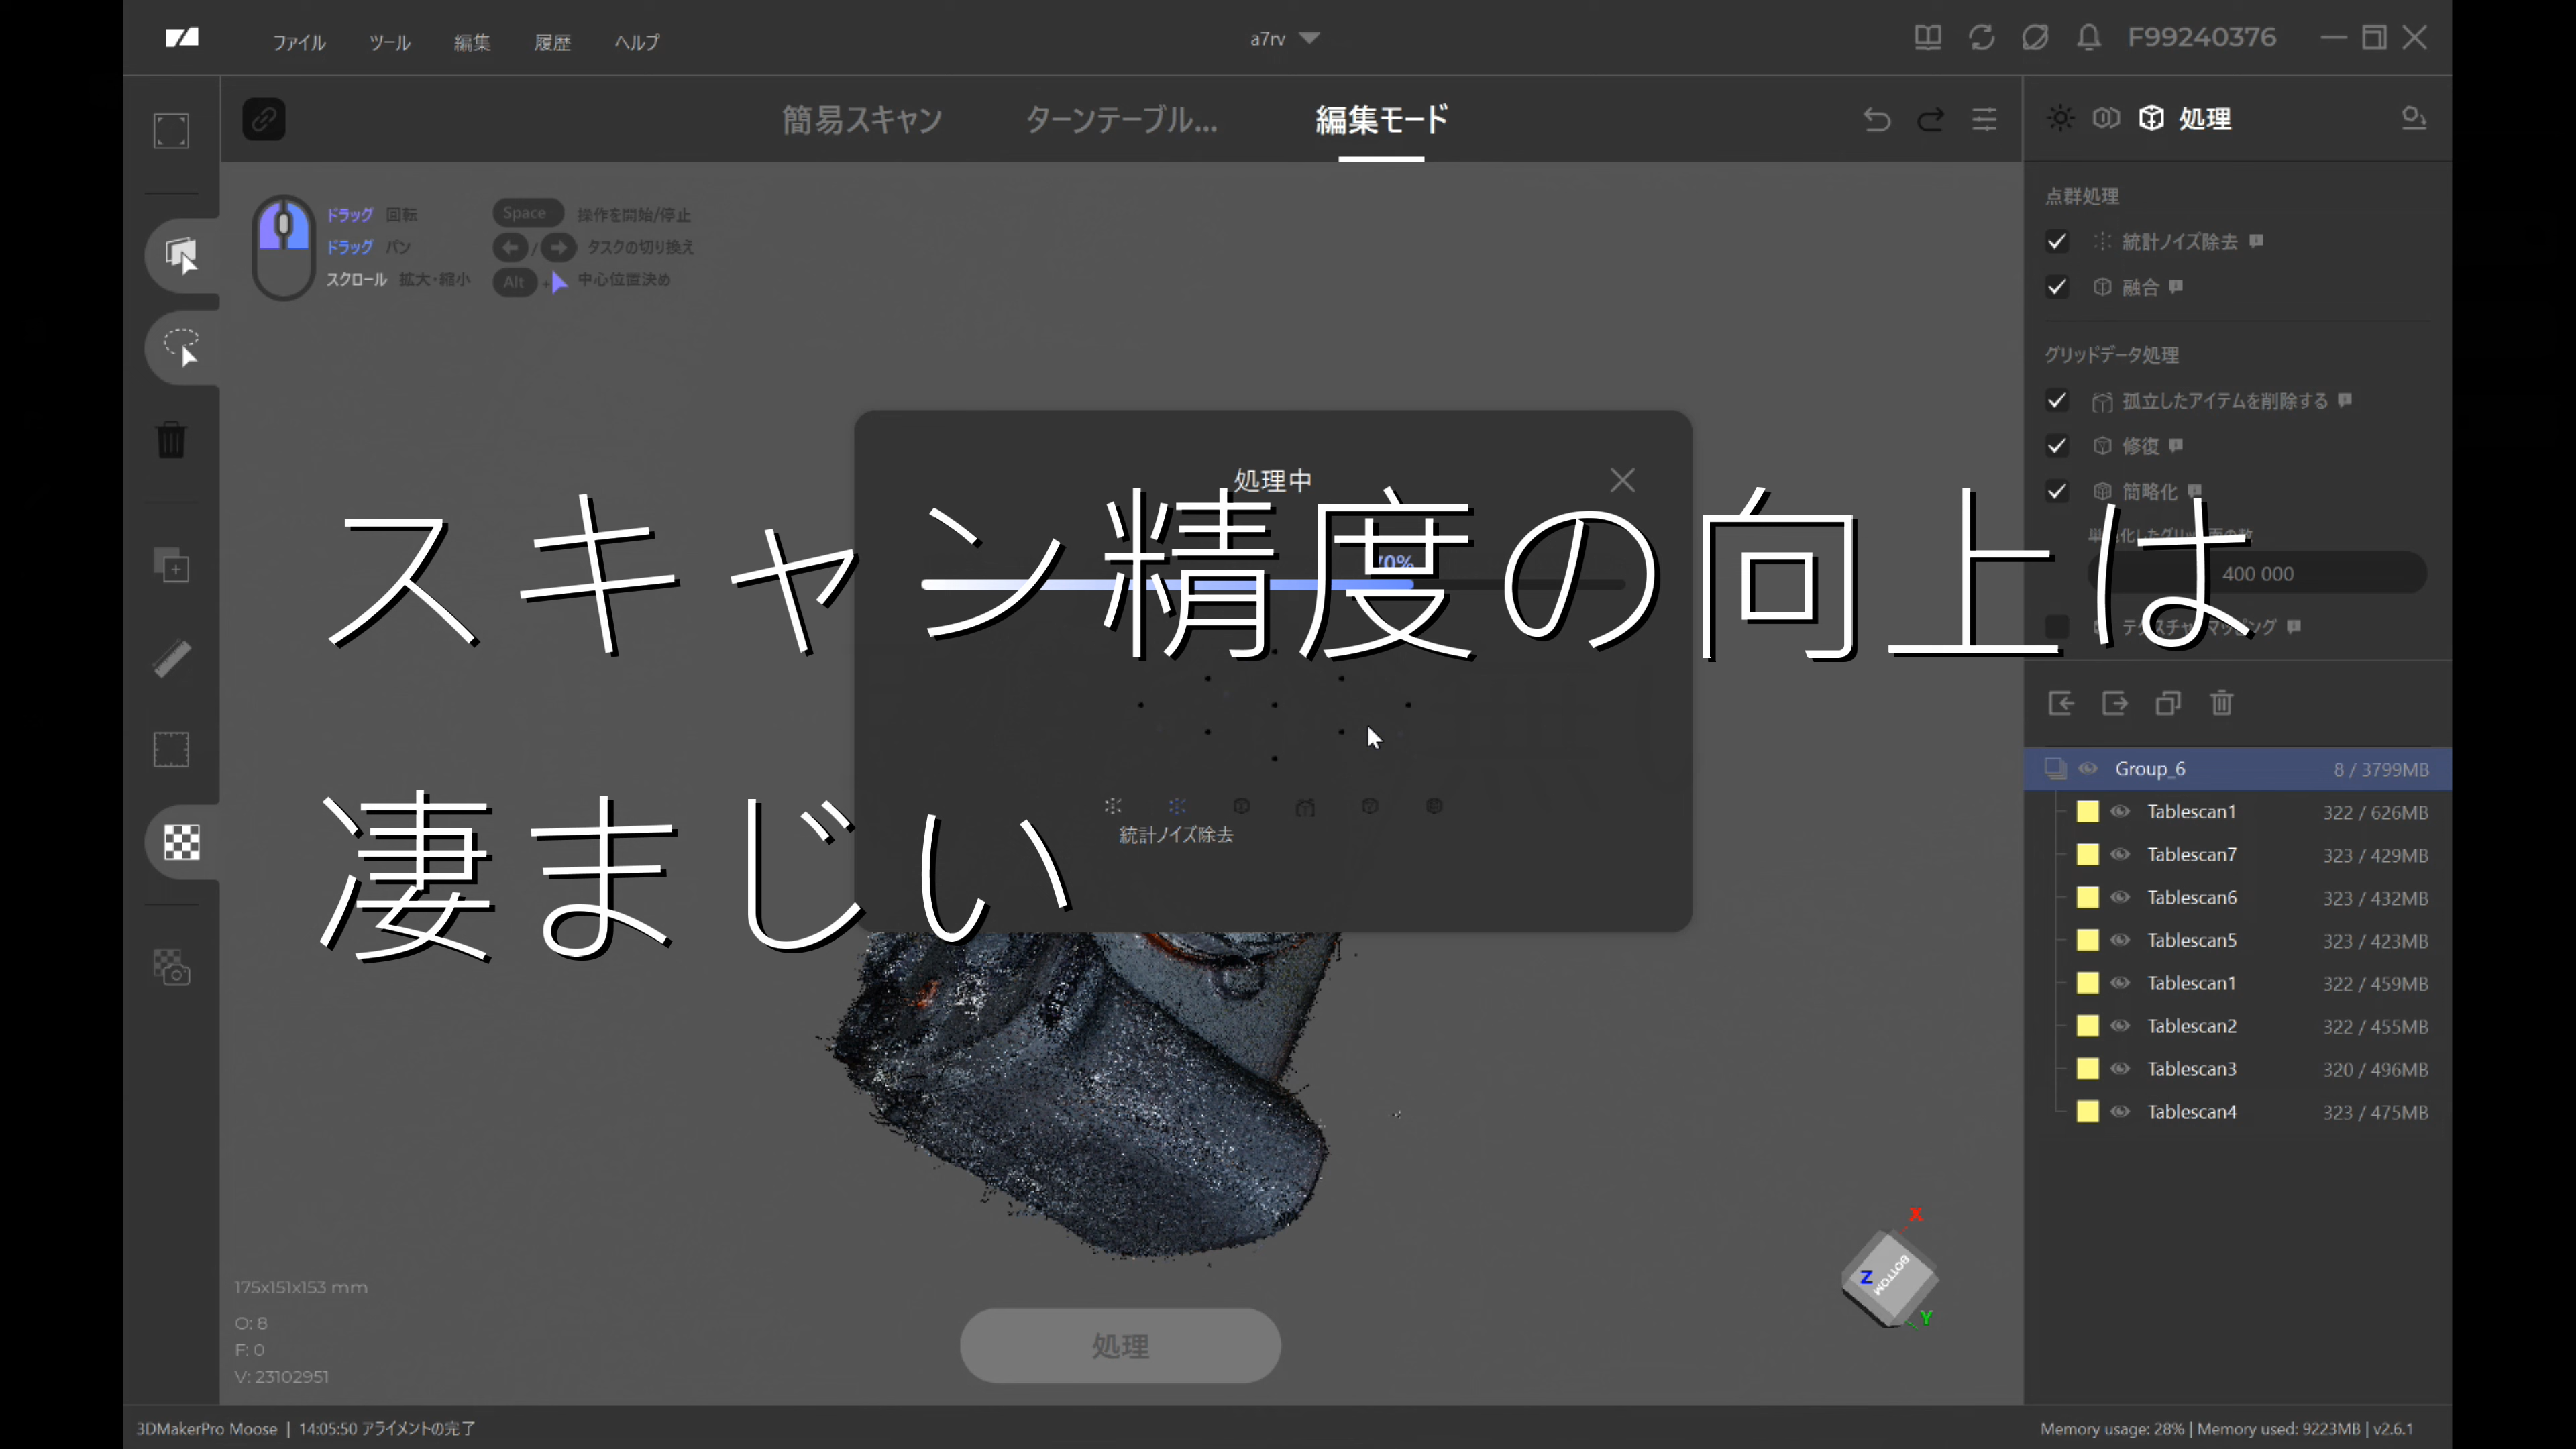 ファイル ツール 編集 履歴 ヘルプ a7rv F99240376
簡易スキャン ターンテーブル... 編集モード 処理
ドラッグ 回転 Space 操作を開始/停止
ドラッグ パン / タスクの切り換え
スクロール 拡大・縮小 Alt + 中心位置決め
点群処理
統計ノイズ除去
融合
グリッドデータ処理
孤立したアイテムを削除する
修復
簡略化
400 000
処理中
70%
スキャン精度の向上は
凄まじい
統計ノイズ除去
Group_6 8 / 3799MB
Tablescan1 322 / 626MB
Tablescan7 323 / 429MB
Tablescan6 323 / 432MB
Tablescan5 323 / 423MB
Tablescan1 322 / 459MB
Tablescan2 322 / 455MB
Tablescan3 320 / 496MB
Tablescan4 323 / 475MB
X
Z BOTTOM
Y
175x151x153 mm
O: 8
F: 0
V: 23102951
処理
3DMakerPro Moose | 14:05:50 アライメントの完了
Memory usage: 28% | Memory used: 9223MB | v2.6.1